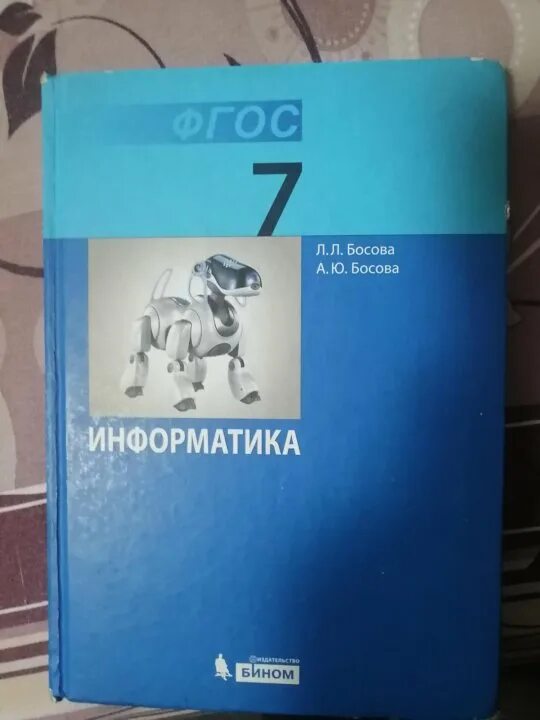 ФГОС
7
Л.Л. Босова
А.Ю. Босова
ИНФОРМАТИКА
ИЗДАТЕЛЬСТВО
БИНОМ